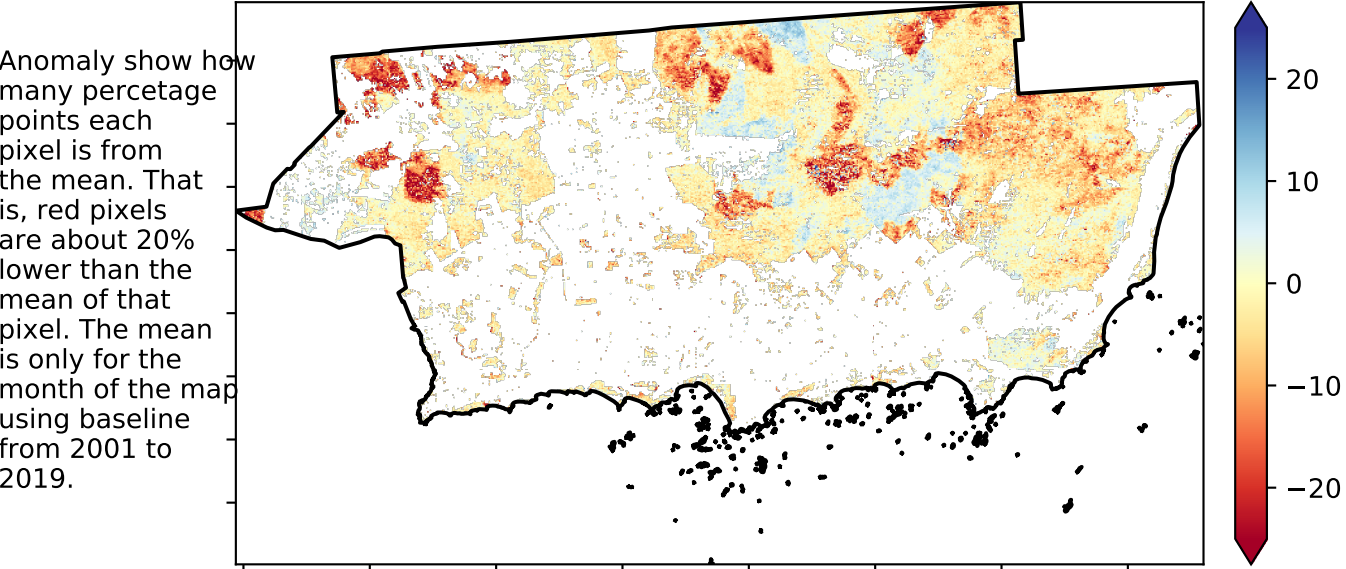 Anomaly show how
many percetage
points each
pixel is from
the mean. That
is, red pixels
are about 20%
lower than the
mean of that
pixel. The mean
is only for the
month of the map
using baseline
from 2001 to
2019.
20
10
0
−10
−20